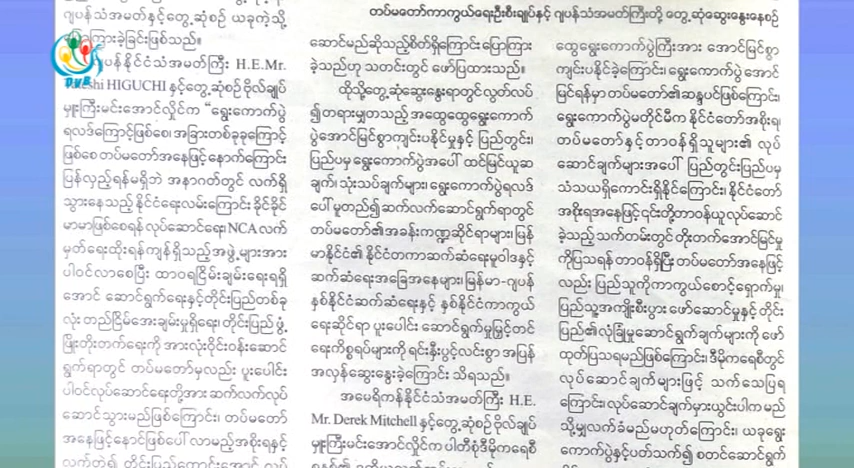 ဂျပန်သံအမတ်နှင့်တွေ့ဆုံစဉ် ယခုကဲ့သို့
ပြောကြားခဲ့ခြင်းဖြစ်သည်။
ဂျပန်နိုင်ငံသံအမတ်ကြီး H.E.Mr.
HIGUCHI နှင့်တွေ့ဆုံစဉ် ဗိုလ်ချုပ်
မှူးကြီးမင်းအောင်လှိုင်က “ရွေးကောက်ပွဲ
ရလဒ်ကြောင့်ဖြစ်စေ၊ အခြားတစ်ခုခုကြောင့်
ဖြစ်စေ တပ်မတော်အနေဖြင့် နောက်ကြောင်း
ပြန်လှည့်ရန်မရှိဘဲ အနာဂတ်တွင် လက်ရှိ
သွားနေသည့် နိုင်ငံရေးလမ်းကြောင်း ခိုင်ခိုင်
မာမာဖြစ်စေရန် လုပ်ဆောင်ရေး၊ NCA လက်
မှတ်ရေးထိုးရန်ကျန်ရှိသည့်အဖွဲ့များအား
ပါဝင်လာစေပြီး ထာဝရငြိမ်းချမ်းရေးရရှိ
အောင် ဆောင်ရွက်ရေးနှင့်တိုင်းပြည်တစ်ခု
လုံး တည်ငြိမ်အေးချမ်းမှုရှိရေး၊ တိုင်းပြည် ဖွံ့
ဖြိုးတိုးတက်ရေးကို အားလုံးဝိုင်းဝန်းဆောင်
ရွက်ရာတွင် တပ်မတော်မှလည်း ပူးပေါင်း
ပါဝင်လုပ်ဆောင်ရေးတို့အား ဆက်လက်လုပ်
ဆောင်သွားမည်ဖြစ်ကြောင်း၊ တပ်မတော်
အနေဖြင့်နောင်ဖြစ်ပေါ် လာမည့်အစိုးရနှင့်
လက်တွဲ၍ တိုင်းပြည်ကောင်းအောင် လုပ်
တပ်မတော်ကာကွယ်ရေးဦးစီးချုပ်နှင့် ဂျပန်သံအမတ်ကြီးတို့ တွေ့ဆုံဆွေးနွေးနေစဉ်
ဆောင်မည်ဆိုသည့်စိတ်ရှိကြောင်း ပြောကြား
ခဲ့သည်ဟု သတင်းတွင် ဖော်ပြထားသည်။
ထိုသို့တွေ့ဆုံဆွေးနွေးရာတွင်လွတ်လပ်
၍တရားမျှတသည့် အထွေထွေရွေးကောက်
ပွဲအောင်မြင်စွာကျင်းပနိုင်မှုနှင့် ပြည်တွင်း၊
ပြည်ပမှ ရွေးကောက်ပွဲအပေါ် ထင်မြင်ယူဆ
ချက်၊ သုံးသပ်ချက်များ၊ ရွေးကောက်ပွဲရလဒ်
ပေါ် မူတည်၍ဆက်လက်ဆောင်ရွက်ရာတွင်
တပ်မတော်၏အခန်းကဏ္ဍဆိုင်ရာများ၊ မြန်
မာနိုင်ငံ၏ နိုင်ငံတကာဆက်ဆံရေးမူဝါဒနှင့်
ဆက်ဆံရေးအခြေအနေများ၊ မြန်မာ-ဂျပန်
နှစ်နိုင်ငံဆက်ဆံရေးနှင့် နှစ်နိုင်ငံကာကွယ်
ရေးဆိုင်ရာ ပူးပေါင်း ဆောင်ရွက်မှုမြှင့်တင်
ရေးကိစ္စရပ်များကို ရင်းနှီးပွင့်လင်းစွာ အပြန်
အလှန်ဆွေးနွေးခဲ့ကြောင်း သိရသည်။
အမေရိကန်နိုင်ငံသံအမတ်ကြီး H.E.
Mr. Derek Mitchell နှင့်တွေ့ဆုံစဉ် ဗိုလ်ချုပ်
မှူးကြီးမင်းအောင်လှိုင်က ပါတီစုံဒီမိုကရေစီ
ထွေရွေးကောက်ပွဲကြီးအား အောင်မြင်စွာ
ကျင်းပနိုင်ခဲ့ကြောင်း၊ ရွေးကောက်ပွဲ အောင်
မြင်ရန်မှာ တပ်မတော်၏ဆန္ဒပင်ဖြစ်ကြောင်း၊
ရွေးကောက်ပွဲမတိုင်မီက နိုင်ငံတော်အစိုးရ၊
တပ်မတော်နှင့်တာဝန်ရှိသူများ၏ လုပ်
ဆောင်ချက်များအပေါ် ပြည်တွင်းပြည်ပမှ
သံသယရှိကောင်းရှိနိုင်ကြောင်း၊ နိုင်ငံတော်
အစိုးရအနေဖြင့်၎င်းတို့တာဝန်ယူလုပ်ဆောင်
ခဲ့သည့် သက်တမ်းတွင် တိုးတက်အောင်မြင်မှု
ကိုပြသရန် တာဝန်ရှိပြီး တပ်မတော်အနေဖြင့်
လည်း ပြည်သူကိုကာကွယ်စောင့်ရှောက်မှု၊
ပြည်သူ့အကျိုးစီးပွား ဖော်ဆောင်မှုနှင့် တိုင်း
ပြည်၏လုံခြုံမှုဆောင်ရွက်ချက်များကို ဖော်
ထုတ်ပြသရမည်ဖြစ်ကြောင်း၊ ဒီမိုကရေစီတွင်
လုပ်ဆောင်ချက်များဖြင့် သက်သေပြရ
ကြောင်း၊ လုပ်ဆောင်ချက်မှားယွင်းပါက မည်
သို့မျှလက်ခံမည်မဟုတ်ကြောင်း၊ ယခုရွေး
ကောက်ပွဲနှင့်ပတ်သက်၍ စတင်ဆောင်ရွက်